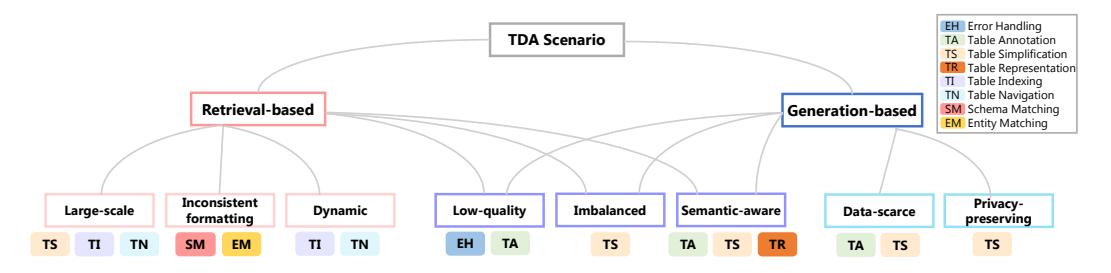 TDA Scenario
EH Error Handling
TA Table Annotation
TS Table Simplification
TR Table Representation
TI Table Indexing
TN Table Navigation
SM Schema Matching
EM Entity Matching
Retrieval-based
Generation-based
Large-scale
Inconsistent
formatting
Dynamic
Low-quality
Imbalanced
Semantic-aware
Data-scarce
Privacy-
preserving
TS TI TN
SM EM
TI TN
EH TA
TS
TA TS TR
TA TS
TS